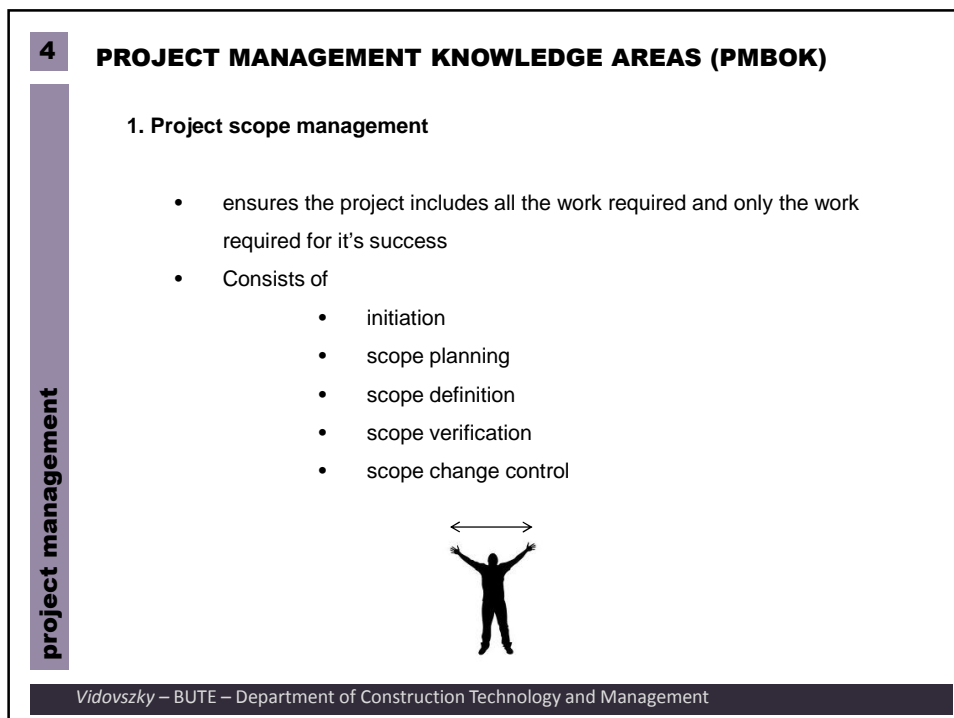 4
PROJECT MANAGEMENT KNOWLEDGE AREAS (PMBOK)
1. Project scope management
• ensures the project includes all the work required and only the work
required for it's success
• Consists of
• initiation
• scope planning
• scope definition
• scope verification
• scope change control
project management
Vidovszky – BUTE – Department of Construction Technology and Management